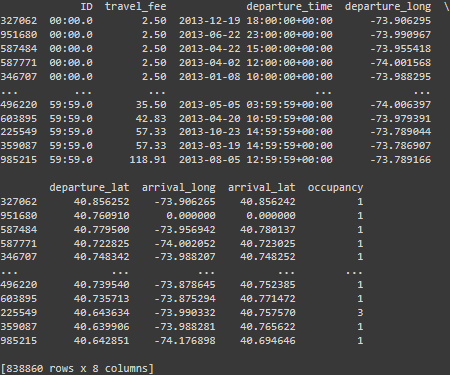 ID travel_fee departure_time departure_long \
327062 00:00.0 2.50 2013-12-19 18:00:00+00:00 -73.906295
951680 00:00.0 2.50 2013-06-22 23:00:00+00:00 -73.990967
587484 00:00.0 2.50 2013-04-02 15:00:00+00:00 -73.955418
587771 00:00.0 2.50 2013-04-22 12:00:00+00:00 -74.001568
346707 00:00.0 2.50 2013-01-08 10:00:00+00:00 -73.988295
... ... ... ... ...
496220 59:59.0 35.50 2013-05-05 03:59:59+00:00 -74.006397
603895 59:59.0 42.83 2013-04-20 10:59:59+00:00 -73.979391
225549 59:59.0 57.33 2013-10-23 14:59:59+00:00 -73.789044
359087 59:59.0 57.33 2013-03-19 14:59:59+00:00 -73.786907
985215 59:59.0 118.91 2013-08-05 12:59:59+00:00 -73.789166
departure_lat arrival_long arrival_lat occupancy
327062 40.856252 -73.906265 40.856242 1
951680 40.760910 0.000000 0.000000 1
587484 40.779500 -73.956942 40.780137 1
587771 40.722825 -74.002052 40.723025 1
346707 40.748342 -73.988207 40.748252 1
... ... ... ... ...
496220 40.739540 -73.878645 40.752385 1
603895 40.735713 -73.875294 40.771472 1
225549 40.643634 -73.990332 40.757570 3
359087 40.639906 -73.988281 40.765622 1
985215 40.642851 -74.176898 40.694646 1
[838860 rows x 8 columns]